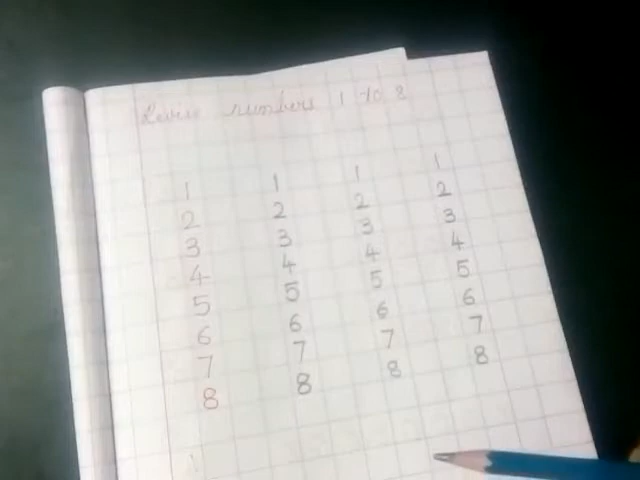 Revise numbers 1 to 8
1 1 1 1
2 2 2 2
3 3 3 3
4 4 4 4
5 5 5 5
6 6 6 6
7 7 7 7
8 8 8 8